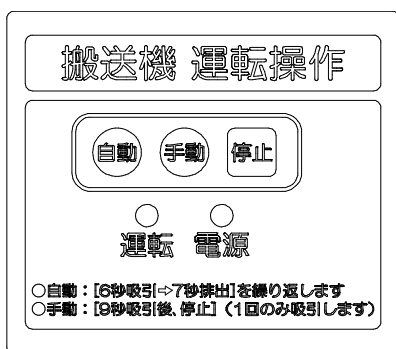 搬送機 運転操作
自動 手動 停止
運転 電源
○自動：[6秒吸引⇨7秒排出]を繰り返します
○手動：[9秒吸引後、停止]（1回のみ吸引します）